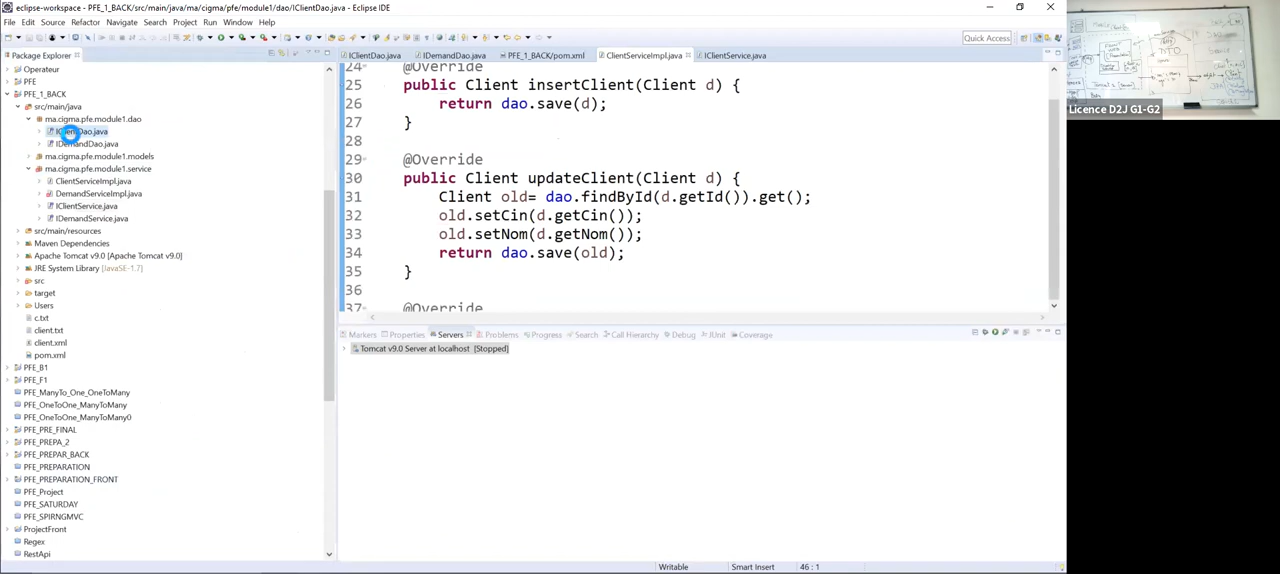 eclipse-workspace - PFE_1_BACK/src/main/java/ma/cigma/pfe/module1/dao/IClientDao.java - Eclipse IDE
File Edit Source Refactor Navigate Search Project Run Window Help
Quick Access
Package Explorer
Operateur
PFE
PFE_1_BACK
src/main/java
ma.cigma.pfe.module1.dao
IClientDao.java
IDemandDao.java
ma.cigma.pfe.module1.models
ma.cigma.pfe.module1.service
ClientServiceImpl.java
DemandServiceImpl.java
IClientService.java
IDemandService.java
src/main/resources
Maven Dependencies
Apache Tomcat v9.0 [Apache Tomcat v9.0]
JRE System Library [JavaSE-1.7]
src
target
Users
c.txt
client.txt
client.xml
pom.xml
PFE_B1
PFE_F1
PFE_ManyTo_One_OneToMany
PFE_OneToOne_ManyToMany
PFE_OneToOne_ManyToMany0
PFE_PRE_FINAL
PFE_PREPA_2
PFE_PREPAR_BACK
PFE_PREPARATION
PFE_PREPARATION_FRONT
PFE_Project
PFE_SATURDAY
PFE_SPIRNGMVC
ProjectFront
Regex
RestApi
IClientDao.java IDemandDao.java PFE_1_BACK/pom.xml ClientServiceImpl.java IClientService.java
24 @Override
25 public Client insertClient(Client d) {
26 return dao.save(d);
27 }
28
29 @Override
30 public Client updateClient(Client d) {
31 Client old= dao.findById(d.getId()).get();
32 old.setCin(d.getCin());
33 old.setNom(d.getNom());
34 return dao.save(old);
35 }
36
37 @Override
Markers Properties Servers Problems Progress Search Call Hierarchy Debug JUnit Coverage
Tomcat v9.0 Server at localhost [Stopped]
Writable Smart Insert 46 : 1
Licence D2J G1-G2